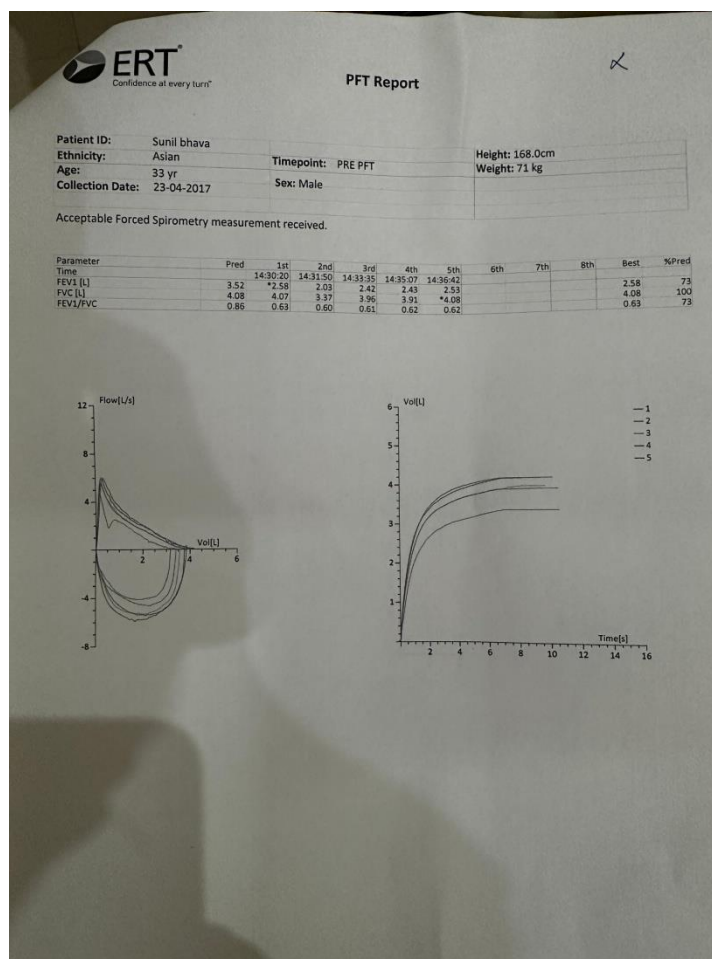 ERT
Confidence at every turn™
PFT Report
Patient ID: Sunil bhava
Ethnicity: Asian Timepoint: PRE PFT Height: 168.0cm
Age: 33 yr Sex: Male Weight: 71 kg
Collection Date: 23-04-2017
Acceptable Forced Spirometry measurement received.
Parameter Pred 1st 2nd 3rd 4th 5th 6th 7th 8th Best %Pred
Time 14:30:20 14:31:50 14:33:35 14:35:07 14:36:42
FEV1 [L] 3.52 *2.58 2.03 2.42 2.43 2.53 2.58 73
FVC [L] 4.08 4.07 3.37 3.96 3.91 *4.08 4.08 100
FEV1/FVC 0.86 0.63 0.60 0.61 0.62 0.62 0.63 73
Flow[L/s]
12
8
4
-4
-8
2 4 6
Vol[L]
Vol[L]
6
5
4
3
2
1
2 4 6 8 10 12 14 16
Time[s]
1
2
3
4
5